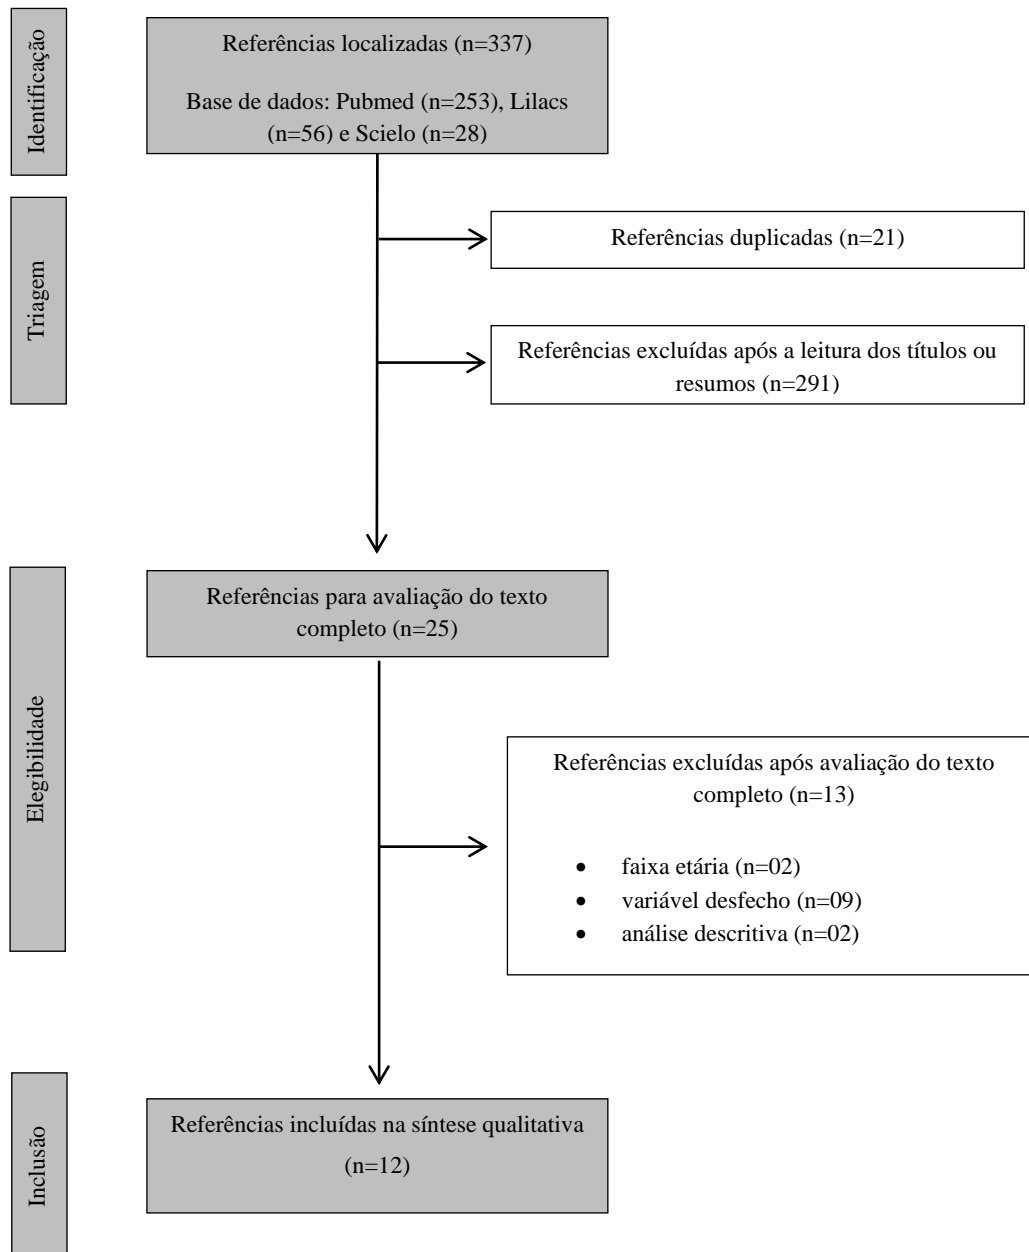 Identificação
Referências localizadas (n=337)
Base de dados: Pubmed (n=253), Lilacs
(n=56) e Scielo (n=28)
Triagem
Referências duplicadas (n=21)
Referências excluídas após a leitura dos títulos ou
resumos (n=291)
Elegibilidade
Referências para avaliação do texto
completo (n=25)
Referências excluídas após avaliação do texto
completo (n=13)
• faixa etária (n=02)
• variável desfecho (n=09)
• análise descritiva (n=02)
Inclusão
Referências incluídas na síntese qualitativa
(n=12)